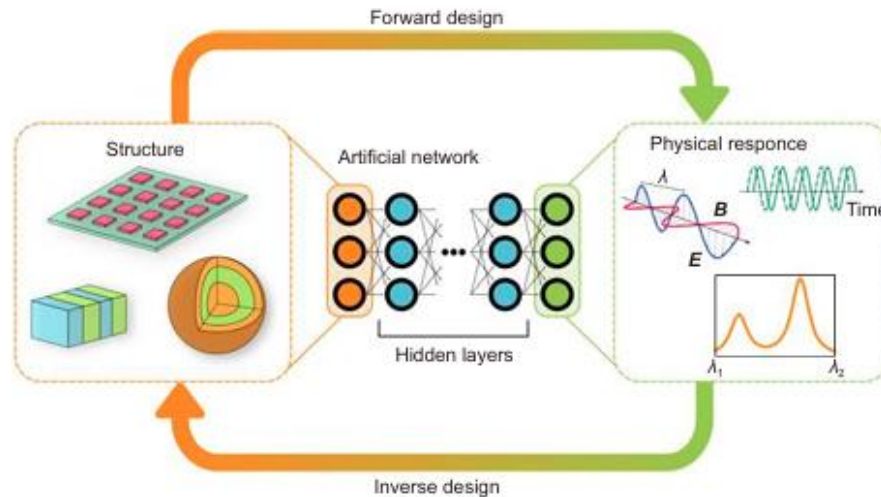 Forward design
Structure
Artificial network
Physical responce
λ
B
E
Time
Hidden layers
λ1
λ2
Inverse design